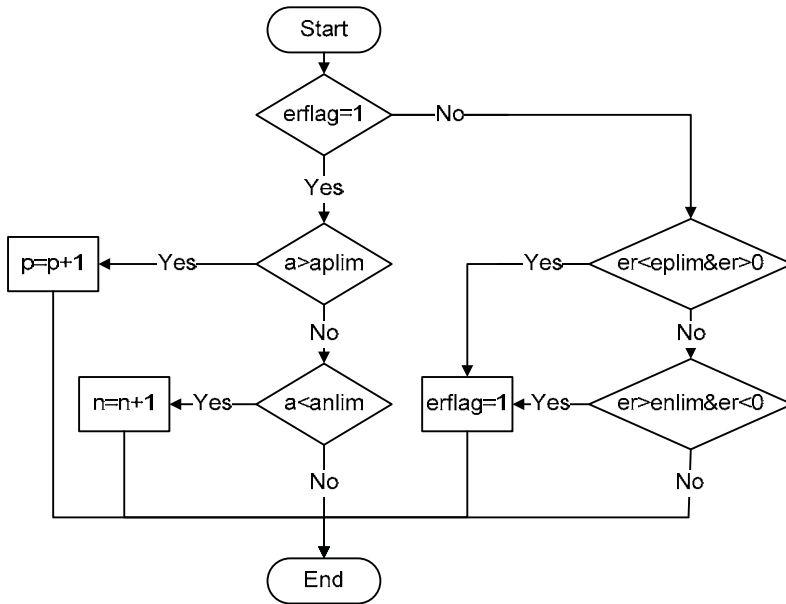 Start
erflag=1
No
Yes
a>aplim
Yes
p=p+1
er<eplim&er>0
Yes
No
No
a<anlim
Yes
n=n+1
erflag=1
Yes
er>enlim&er<0
No
No
End